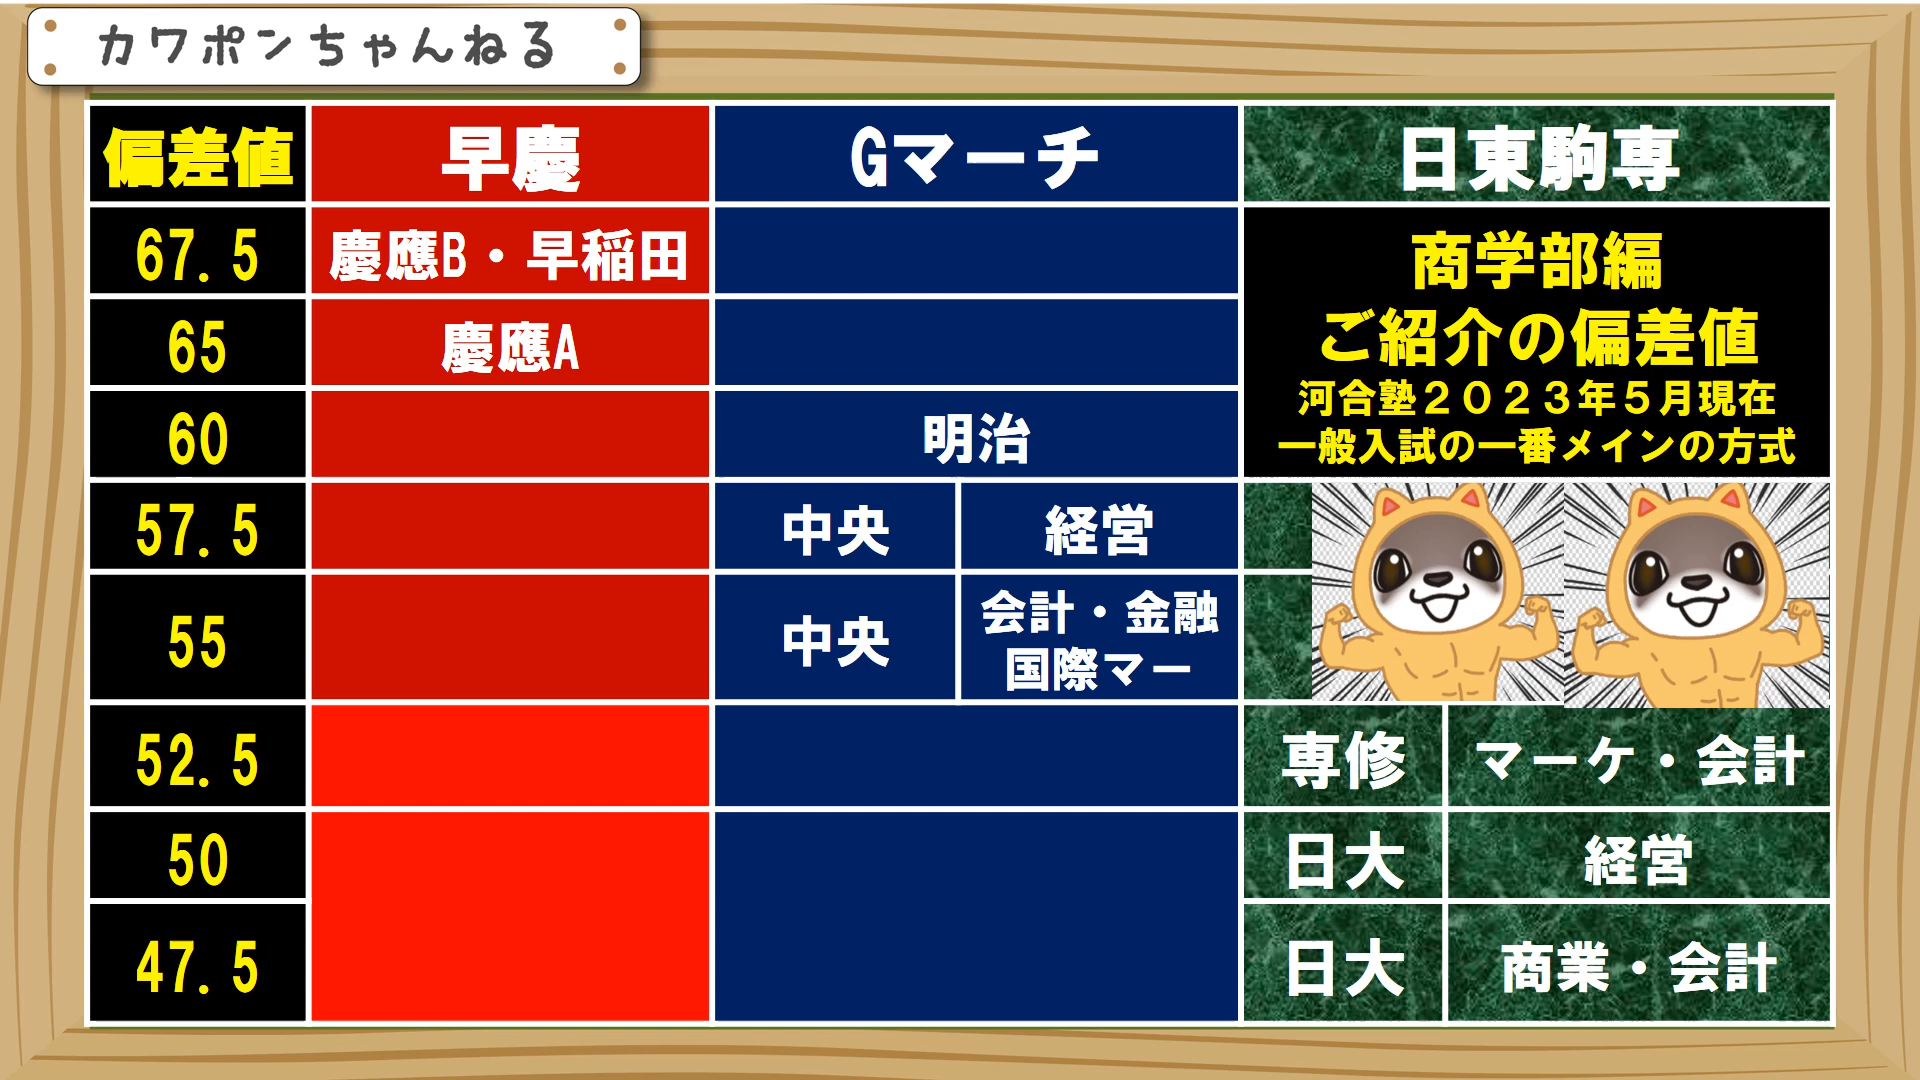 カワポンちゃんねる
偏差値 早慶 Gマーチ 日東駒専
67.5 慶應B・早稲田
商学部編
ご紹介の偏差値
河合塾２０２３年５月現在
一般入試の一番メインの方式
65 慶應A
60 明治
57.5 中央 経営
55 中央 会計・金融
国際マー
52.5 専修 マーケ・会計
50 日大 経営
47.5 日大 商業・会計